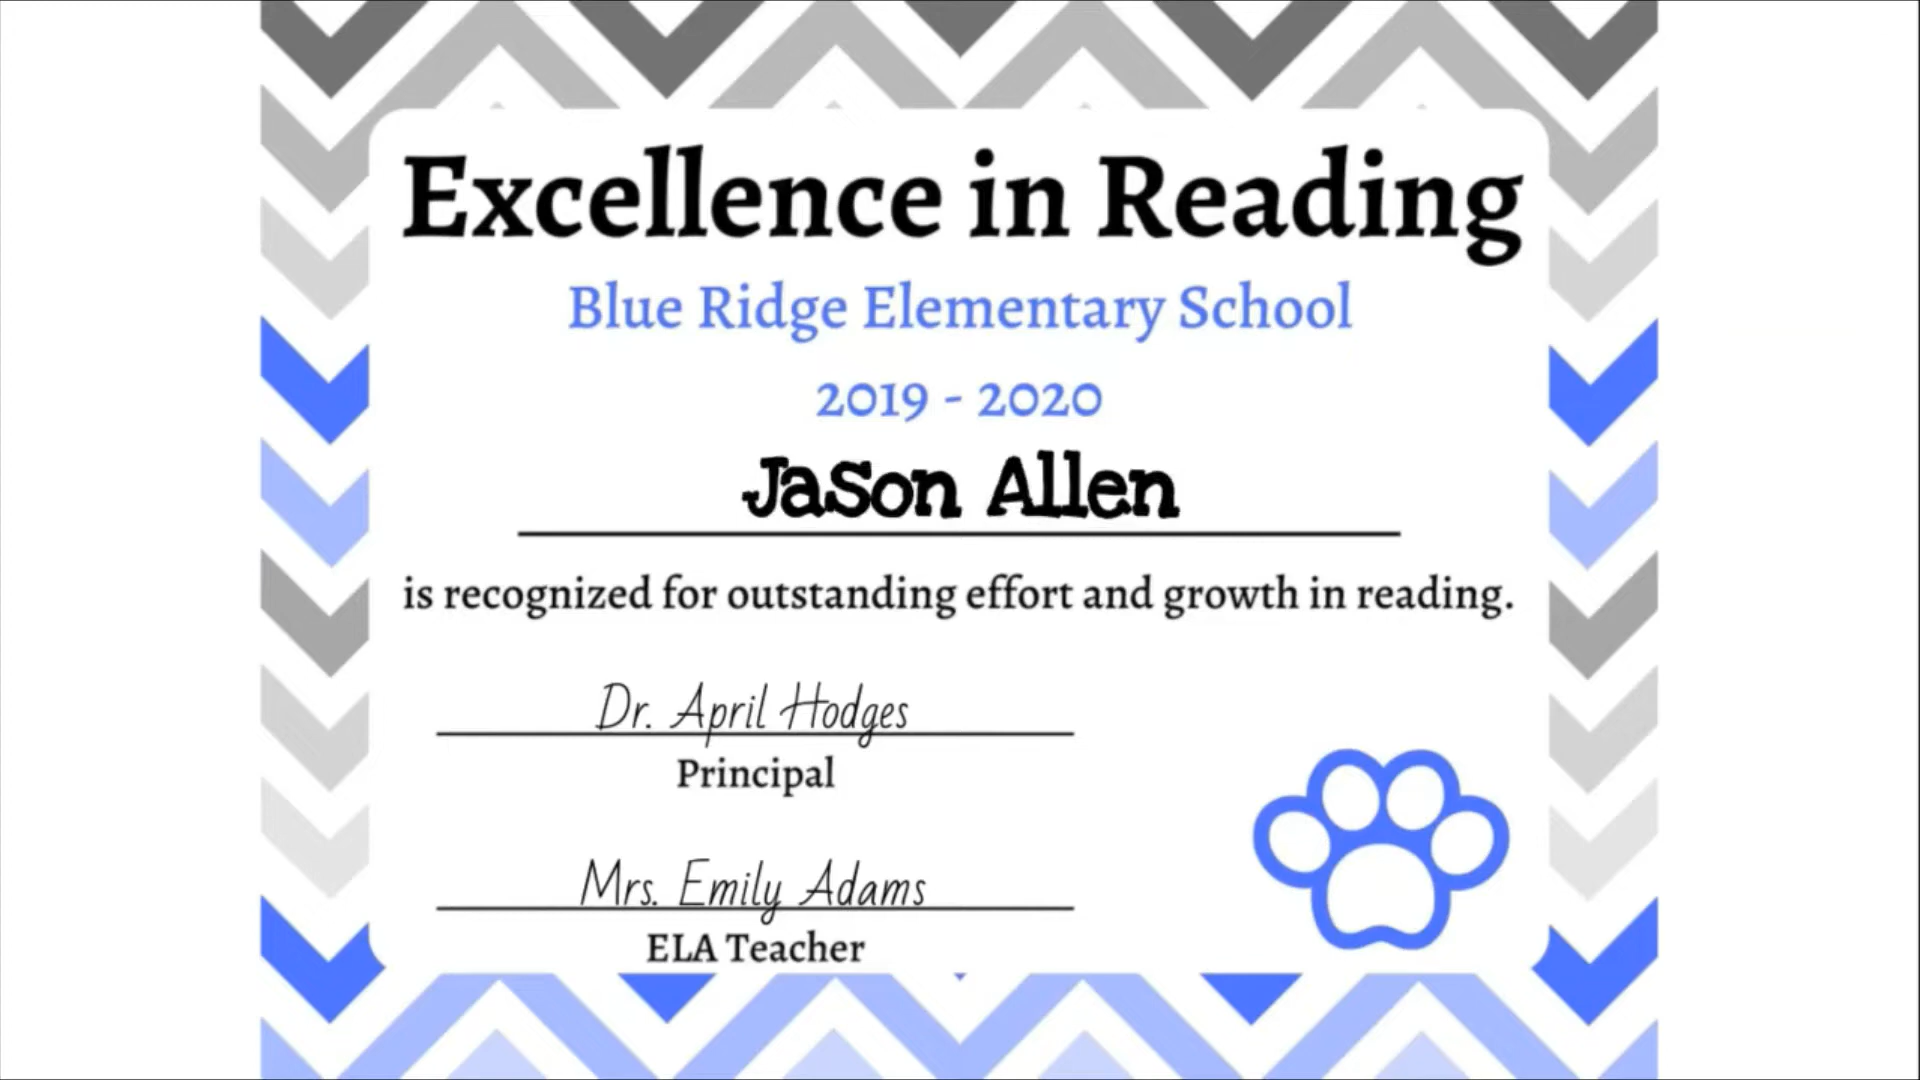 Excellence in Reading
Blue Ridge Elementary School
2019 - 2020
Jason Allen
is recognized for outstanding effort and growth in reading.
Dr. April Hodges
Principal
Mrs. Emily Adams
ELA Teacher